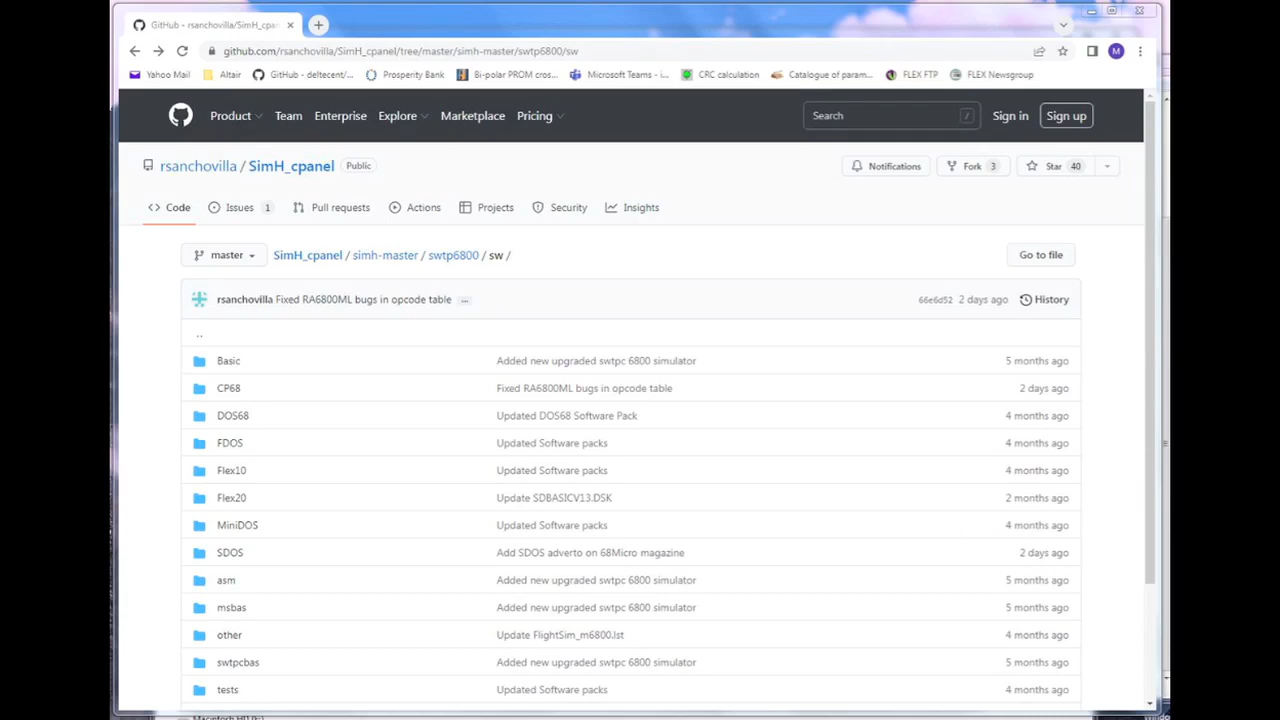 GitHub - rsanchovilla/SimH_cpa
github.com/rsanchovilla/SimH_cpanel/tree/master/simh-master/swtp6800/sw
M
Yahoo Mail Altair GitHub - deltecent/... Prosperity Bank Bi-polar PROM cros... Microsoft Teams - i... CRC calculation Catalogue of param... FLEX FTP FLEX Newsgroup
Product Team Enterprise Explore Marketplace Pricing Search / Sign in Sign up
rsanchovilla / SimH_cpanel Public Notifications Fork 3 Star 40
Code Issues 1 Pull requests Actions Projects Security Insights
master SimH_cpanel / simh-master / swtp6800 / sw / Go to file
rsanchovilla Fixed RA6800ML bugs in opcode table ... 66e6d52 2 days ago History
..
Basic Added new upgraded swtpc 6800 simulator 5 months ago
CP68 Fixed RA6800ML bugs in opcode table 2 days ago
DOS68 Updated DOS68 Software Pack 4 months ago
FDOS Updated Software packs 4 months ago
Flex10 Updated Software packs 4 months ago
Flex20 Update SDBASICV13.DSK 2 months ago
MiniDOS Updated Software packs 4 months ago
SDOS Add SDOS adverto on 68Micro magazine 2 days ago
asm Added new upgraded swtpc 6800 simulator 5 months ago
msbas Added new upgraded swtpc 6800 simulator 5 months ago
other Update FlightSim_m6800.lst 4 months ago
swtpcbas Added new upgraded swtpc 6800 simulator 5 months ago
tests Updated Software packs 4 months ago